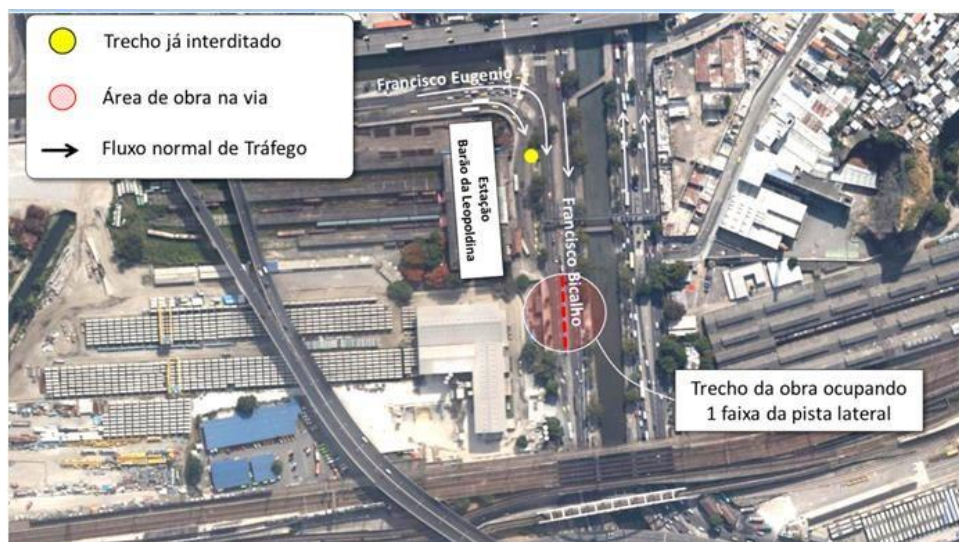 Trecho já interditado
Área de obra na via
Fluxo normal de Tráfego
Francisco Eugenio
Estação
Barão da Leopoldina
Francisco Bicalho
Trecho da obra ocupando
1 faixa da pista lateral